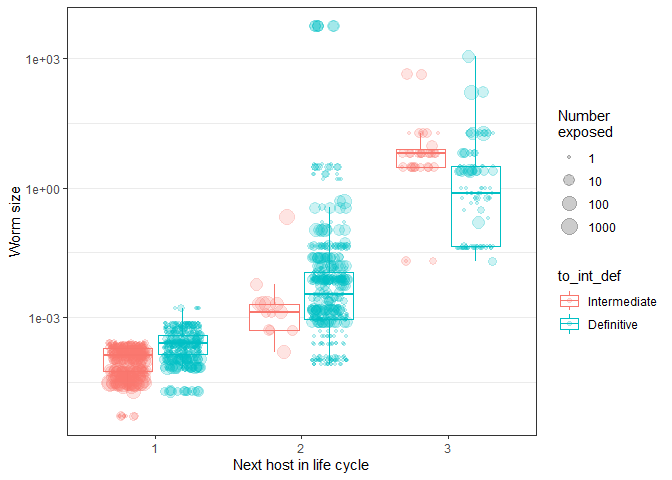 1e+03
1e+00
1e-03
Worm size
1
2
3
Next host in life cycle
Number
exposed
1
10
100
1000
to_int_def
Intermediate
Definitive